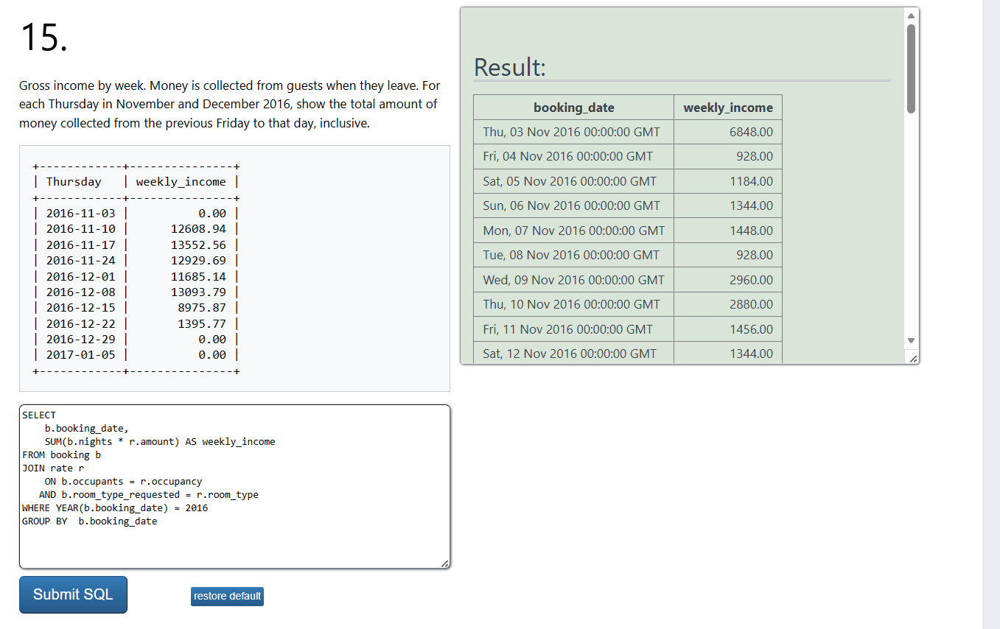 15.
Gross income by week. Money is collected from guests when they leave. For
each Thursday in November and December 2016, show the total amount of
money collected from the previous Friday to that day, inclusive.
+------------+---------------+
| Thursday   | weekly_income |
+------------+---------------+
| 2016-11-03 |          0.00 |
| 2016-11-10 |      12608.94 |
| 2016-11-17 |      13552.56 |
| 2016-11-24 |      12929.69 |
| 2016-12-01 |      11685.14 |
| 2016-12-08 |      13093.79 |
| 2016-12-15 |       8975.87 |
| 2016-12-22 |       1395.77 |
| 2016-12-29 |          0.00 |
| 2017-01-05 |          0.00 |
+------------+---------------+
SELECT
    b.booking_date,
    SUM(b.nights * r.amount) AS weekly_income
FROM booking b
JOIN rate r
    ON b.occupants = r.occupancy
   AND b.room_type_requested = r.room_type
WHERE YEAR(b.booking_date) = 2016
GROUP BY  b.booking_date
Submit SQL restore default
Result:
booking_date weekly_income
Thu, 03 Nov 2016 00:00:00 GMT 6848.00
Fri, 04 Nov 2016 00:00:00 GMT 928.00
Sat, 05 Nov 2016 00:00:00 GMT 1184.00
Sun, 06 Nov 2016 00:00:00 GMT 1344.00
Mon, 07 Nov 2016 00:00:00 GMT 1448.00
Tue, 08 Nov 2016 00:00:00 GMT 928.00
Wed, 09 Nov 2016 00:00:00 GMT 2960.00
Thu, 10 Nov 2016 00:00:00 GMT 2880.00
Fri, 11 Nov 2016 00:00:00 GMT 1456.00
Sat, 12 Nov 2016 00:00:00 GMT 1344.00